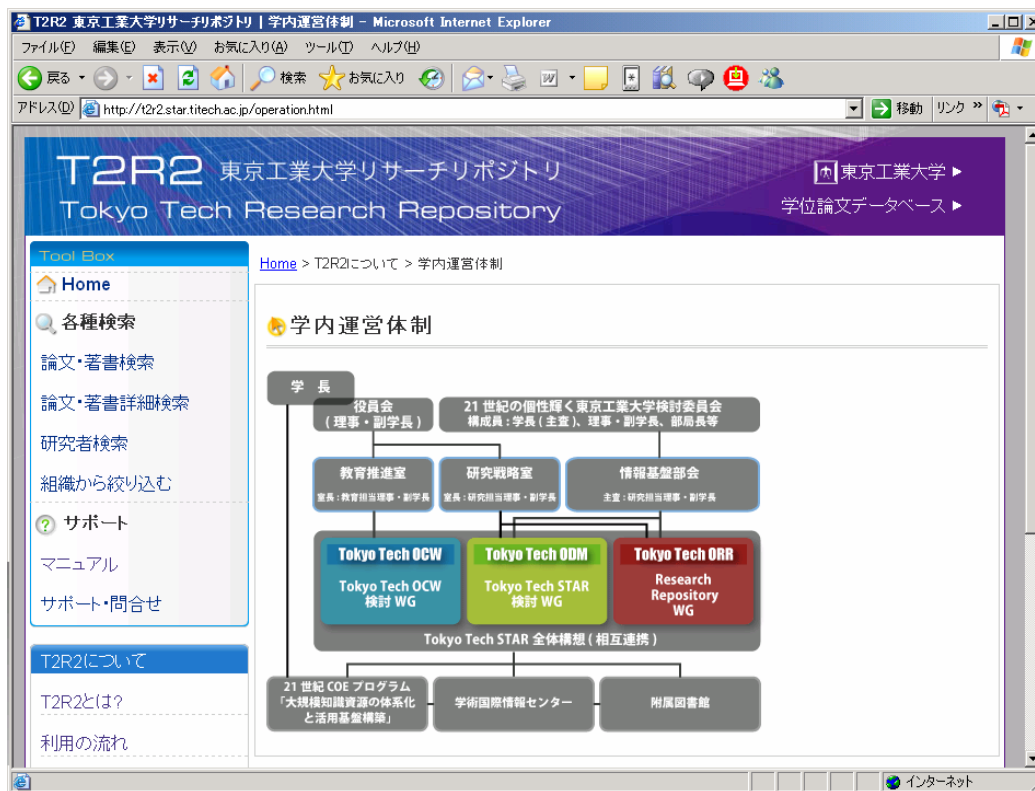 T2R2 東京工業大学リサーチリポジトリ | 学内運営体制 - Microsoft Internet Explorer
ファイル(F) 編集(E) 表示(V) お気に入り(A) ツール(T) ヘルプ(H)
戻る 検索 お気に入り
アドレス(D) http://t2r2.star.titech.ac.jp/operation.html 移動 リンク »
T2R2 東京工業大学リサーチリポジトリ
Tokyo Tech Research Repository
東京工業大学
学位論文データベース
Tool Box
Home
各種検索
論文・著書検索
論文・著書詳細検索
研究者検索
組織から絞り込む
サポート
マニュアル
サポート・問合せ
T2R2について
T2R2とは?
利用の流れ
Home > T2R2について > 学内運営体制
学内運営体制
学 長
役員会
(理事・副学長)
21世紀の個性輝く東京工業大学検討委員会
構成員:学長(主査)、理事・副学長、部局長等
教育推進室
室長:教育担当理事・副学長
研究戦略室
室長:研究担当理事・副学長
情報基盤部会
主査:研究担当理事・副学長
Tokyo Tech OCW
Tokyo Tech OCW
検討 WG
Tokyo Tech ODM
Tokyo Tech STAR
検討 WG
Tokyo Tech ORR
Research
Repository
WG
Tokyo Tech STAR 全体構想(相互連携)
21世紀 COE プログラム
「大規模知識資源の体系化
と活用基盤構築」
学術国際情報センター
附属図書館
インターネット